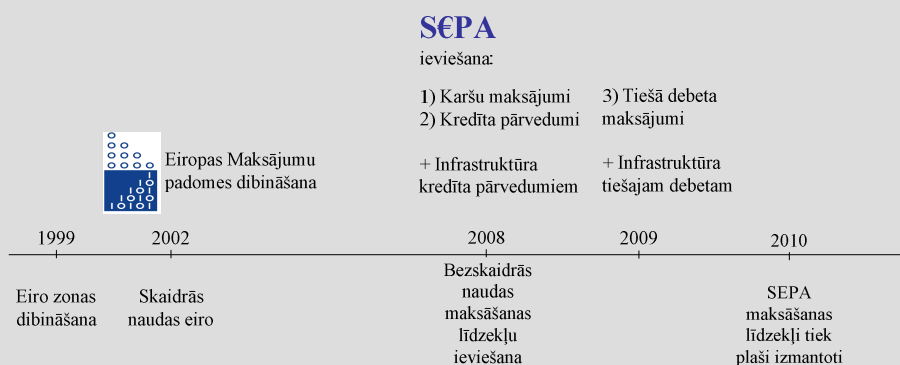 S€PA
ieviešana:
1) Karšu maksājumi
2) Kredīta pārvedumi
+ Infrastruktūra
kredīta pārvedumiem
3) Tiešā debeta
maksājumi
+ Infrastruktūra
tiešajam debetam
Eiropas Maksājumu
padomes dibināšana
1999
2002
2008
2009
2010
Eiro zonas
dibināšana
Skaidrās
naudas eiro
Bezskaidrās
naudas
maksāšanas
līdzekļu
ieviešana
SEPA
maksāšanas
līdzekļi tiek
plaši izmantoti